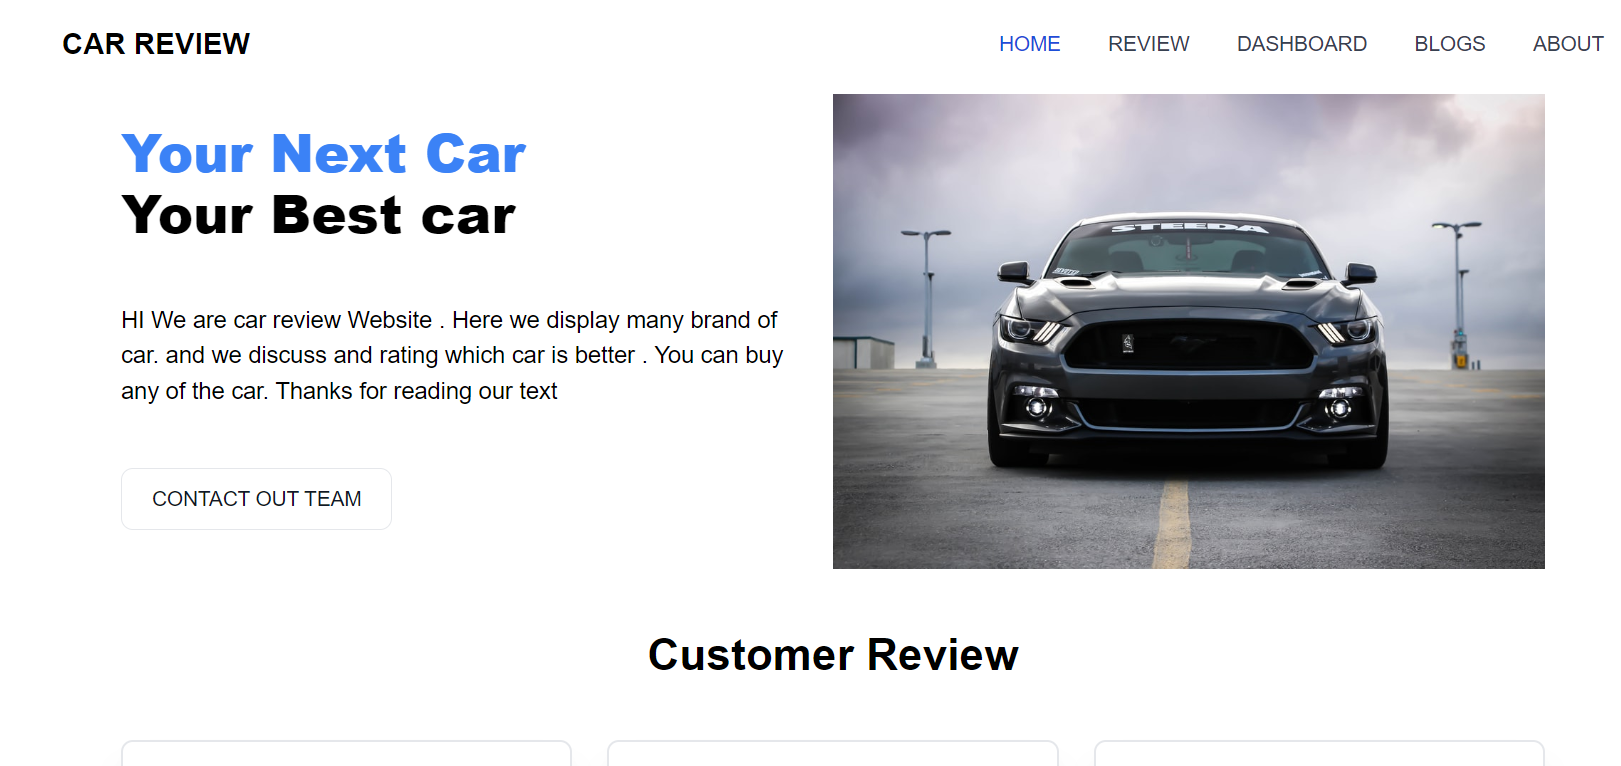 CAR REVIEW
HOME REVIEW DASHBOARD BLOGS ABOUT
Your Next Car
Your Best car
HI We are car review Website . Here we display many brand of
car. and we discuss and rating which car is better . You can buy
any of the car. Thanks for reading our text
CONTACT OUT TEAM
STEEDA
Customer Review